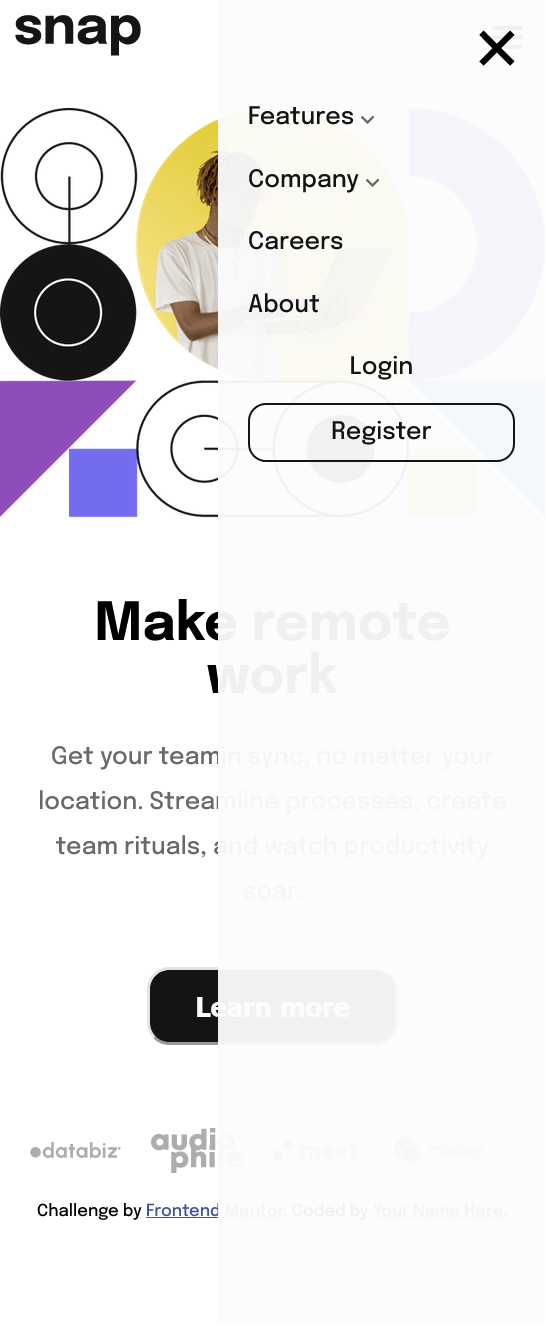 snap
Features
Company
Careers
About
Login
Register
Make remote
work
Get your team in sync, no matter your
location. Streamline processes, create
team rituals, and watch productivity
soar.
Learn more
databiz
audio
phile
meet
maker
Challenge by Frontend Mentor. Coded by Your Name Here.